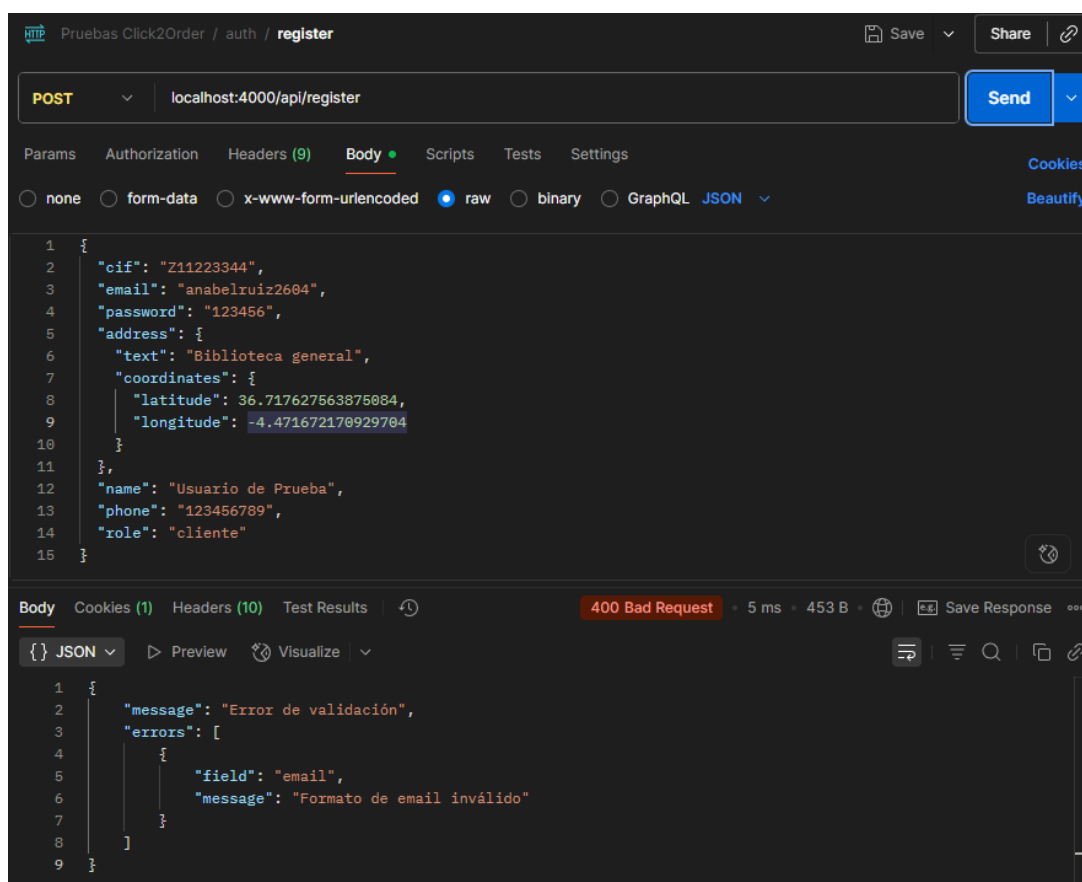 HTTP Pruebas Click2Order / auth / register Save Share
POST localhost:4000/api/register Send
Params Authorization Headers (9) Body Scripts Tests Settings Cookies
none form-data x-www-form-urlencoded raw binary GraphQL JSON Beautify
1 {
2 "cif": "Z11223344",
3 "email": "anabelruiz2604",
4 "password": "123456",
5 "address": {
6 "text": "Biblioteca general",
7 "coordinates": {
8 "latitude": 36.717627563875084,
9 "longitude": -4.471672170929704
10 }
11 },
12 "name": "Usuario de Prueba",
13 "phone": "123456789",
14 "role": "cliente"
15 }
Body Cookies (1) Headers (10) Test Results 400 Bad Request • 5 ms • 453 B • e.g. Save Response
{} JSON Preview Visualize
1 {
2 "message": "Error de validación",
3 "errors": [
4 {
5 "field": "email",
6 "message": "Formato de email inválido"
7 }
8 ]
9 }